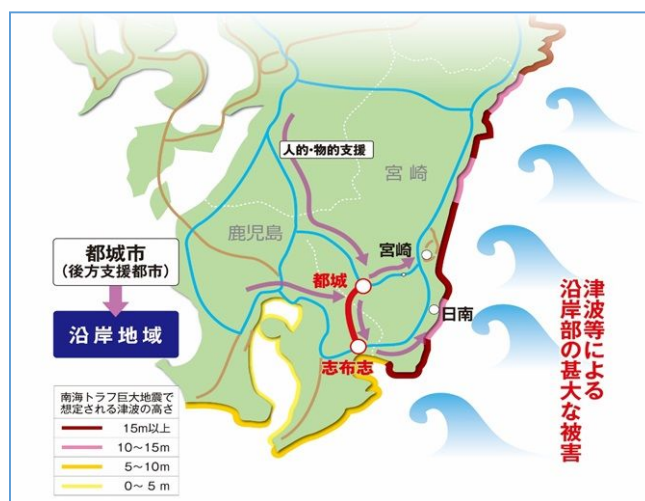 人的・物的支援
宮崎
鹿児島
都城市
(後方支援都市)
沿岸地域
都城
宮崎
日南
志布志
津波等による
沿岸部の甚大な被害
南海トラフ巨大地震で
想定される津波の高さ
15m以上
10～15m
5～10m
0～5m